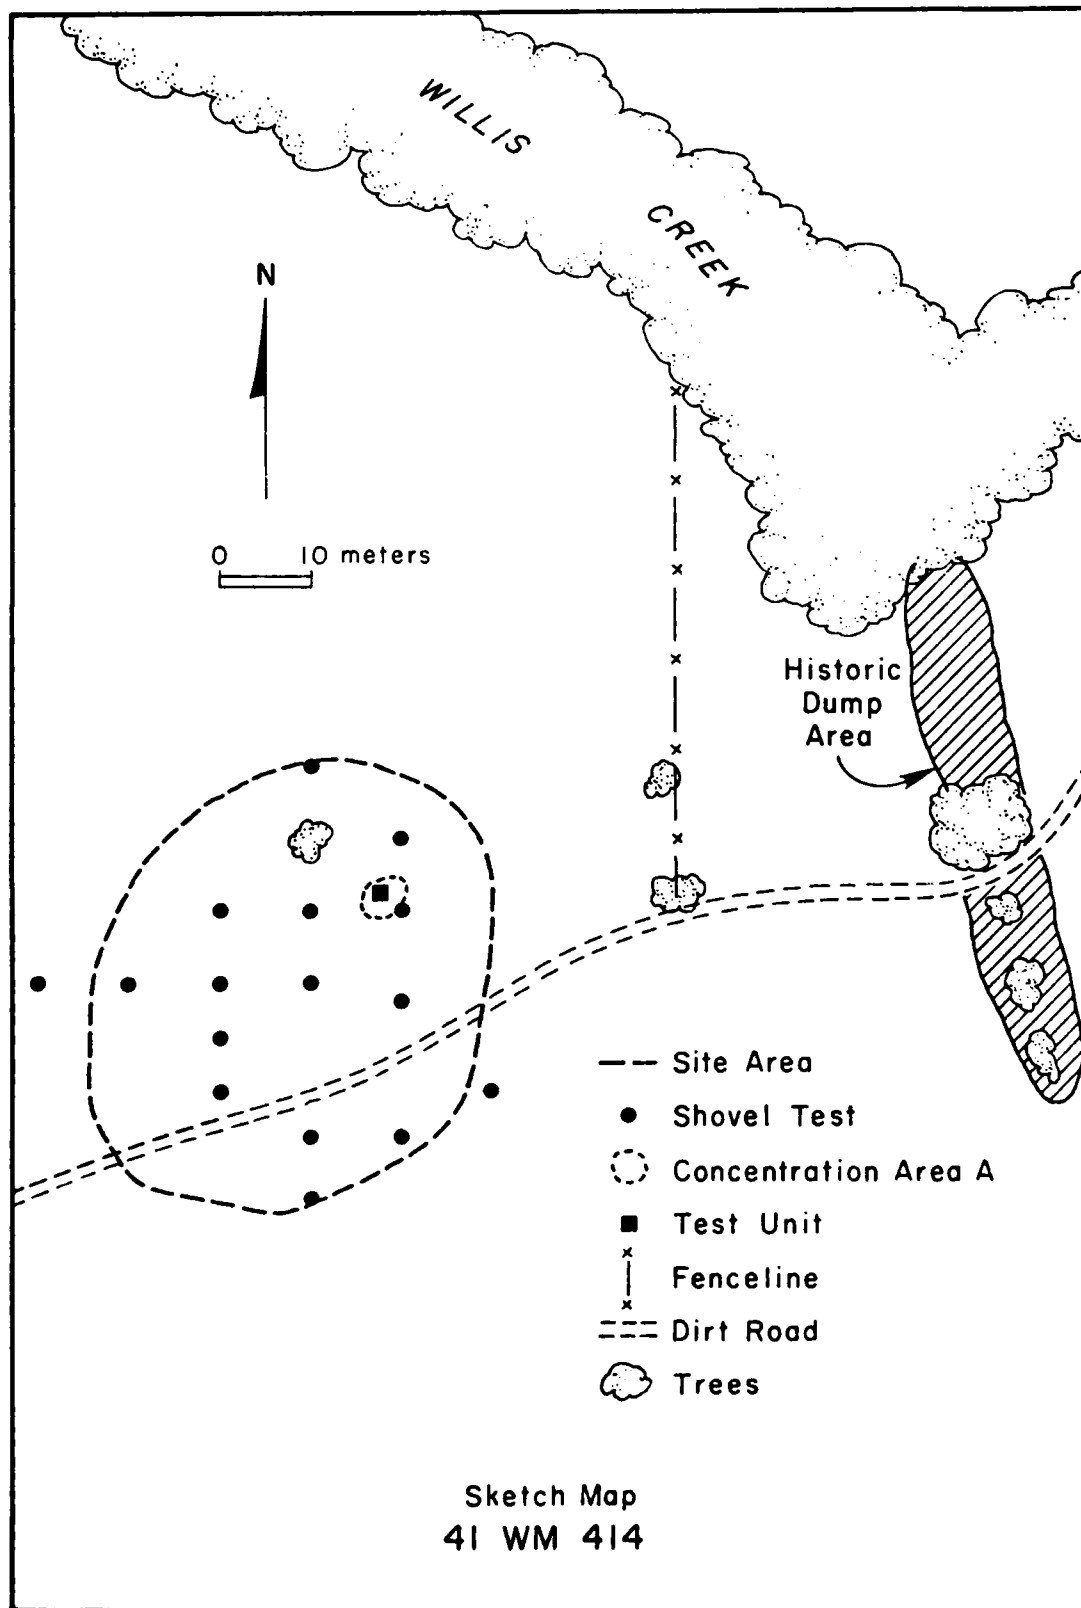 WILLIS
CREEK
N
0 10 meters
Historic
Dump
Area
Site Area
Shovel Test
Concentration Area A
Test Unit
Fenceline
Dirt Road
Trees
Sketch Map
41 WM 414